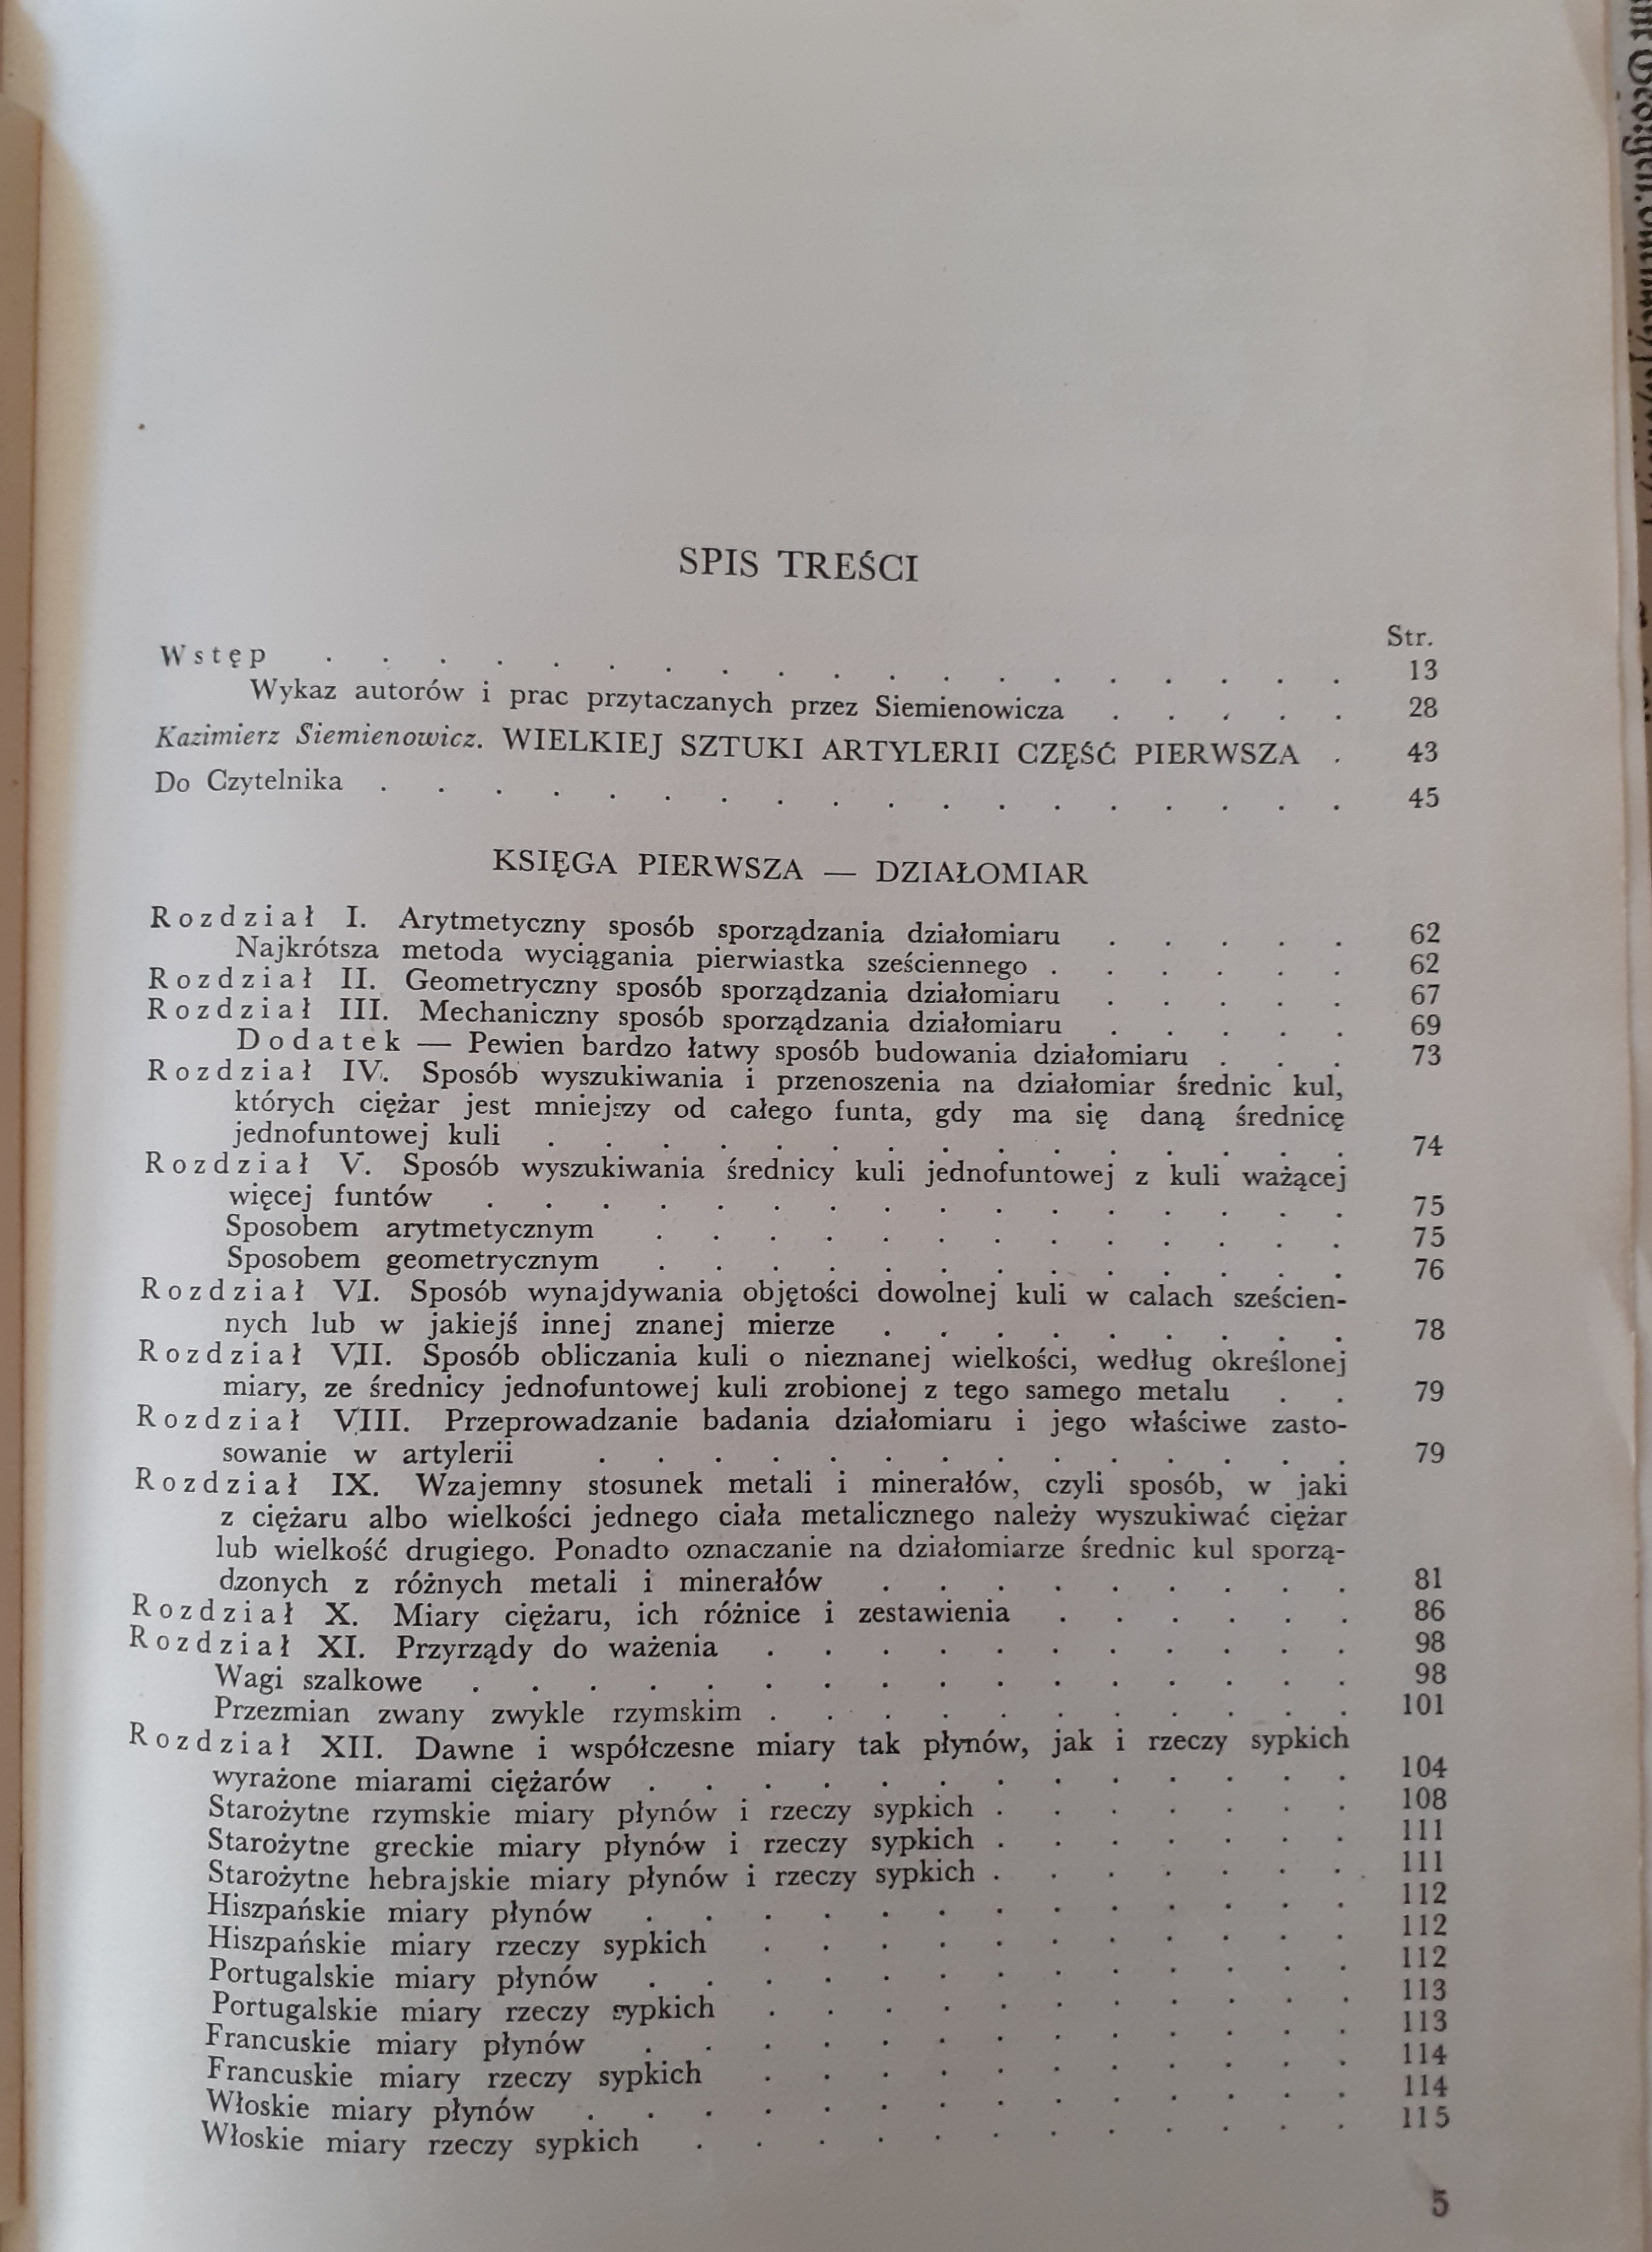 SPIS TREŚCI
Str.
Wstęp . . . . . . . . . . . . . . . . . . . 13
Wykaz autorów i prac przytaczanych przez Siemienowicza . . . . . 28
Kazimierz Siemienowicz. WIELKIEJ SZTUKI ARTYLERII CZĘŚĆ PIERWSZA . 43
Do Czytelnika . . . . . . . . . . . . . . . . . . 45
KSIĘGA PIERWSZA — DZIAŁOMIAR
Rozdział I. Arytmetyczny sposób sporządzania działomiaru . . . . . 62
Najkrótsza metoda wyciągania pierwiastka sześciennego . . . . . . 62
Rozdział II. Geometryczny sposób sporządzania działomiaru . . . . . 67
Rozdział III. Mechaniczny sposób sporządzania działomiaru . . . . . 69
Dodatek — Pewien bardzo łatwy sposób budowania działomiaru . . . 73
Rozdział IV. Sposób wyszukiwania i przenoszenia na działomiar średnic kul,
których ciężar jest mniejszy od całego funta, gdy ma się daną średnicę
jednofuntowej kuli . . . . . . . . . . . . . . . 74
Rozdział V. Sposób wyszukiwania średnicy kuli jednofuntowej z kuli ważącej
więcej funtów . . . . . . . . . . . . . . . . 75
Sposobem arytmetycznym . . . . . . . . . . . . . 75
Sposobem geometrycznym . . . . . . . . . . . . . 76
Rozdział VI. Sposób wynajdywania objętości dowolnej kuli w calach sześcien-
nych lub w jakiejś innej znanej mierze . . . . . . . . . 78
Rozdział VII. Sposób obliczania kuli o nieznanej wielkości, według określonej
miary, ze średnicy jednofuntowej kuli zrobionej z tego samego metalu . . 79
Rozdział VIII. Przeprowadzanie badania działomiaru i jego właściwe zasto-
sowanie w artylerii . . . . . . . . . . . . . . 79
Rozdział IX. Wzajemny stosunek metali i minerałów, czyli sposób, w jaki
z ciężaru albo wielkości jednego ciała metalicznego należy wyszukiwać ciężar
lub wielkość drugiego. Ponadto oznaczanie na działomiarze średnic kul sporzą-
dzonych z różnych metali i minerałów . . . . . . . . . 81
Rozdział X. Miary ciężaru, ich różnice i zestawienia . . . . . . 86
Rozdział XI. Przyrządy do ważenia . . . . . . . . . . . 98
Wagi szalkowe . . . . . . . . . . . . . . . . 98
Przezmian zwany zwykle rzymskim . . . . . . . . . . . 101
Rozdział XII. Dawne i współczesne miary tak płynów, jak i rzeczy sypkich
wyrażone miarami ciężarów . . . . . . . . . . . . . 104
Starożytne rzymskie miary płynów i rzeczy sypkich . . . . . . . 108
Starożytne greckie miary płynów i rzeczy sypkich . . . . . . . 111
Starożytne hebrajskie miary płynów i rzeczy sypkich . . . . . . . 111
Hiszpańskie miary płynów . . . . . . . . . . . . . 112
Hiszpańskie miary rzeczy sypkich . . . . . . . . . . . 112
Portugalskie miary płynów . . . . . . . . . . . . . 112
Portugalskie miary rzeczy sypkich . . . . . . . . . . . 113
Francuskie miary płynów . . . . . . . . . . . . . 113
Francuskie miary rzeczy sypkich . . . . . . . . . . . 114
Włoskie miary płynów . . . . . . . . . . . . . . 114
Włoskie miary rzeczy sypkich . . . . . . . . . . . . 115
5